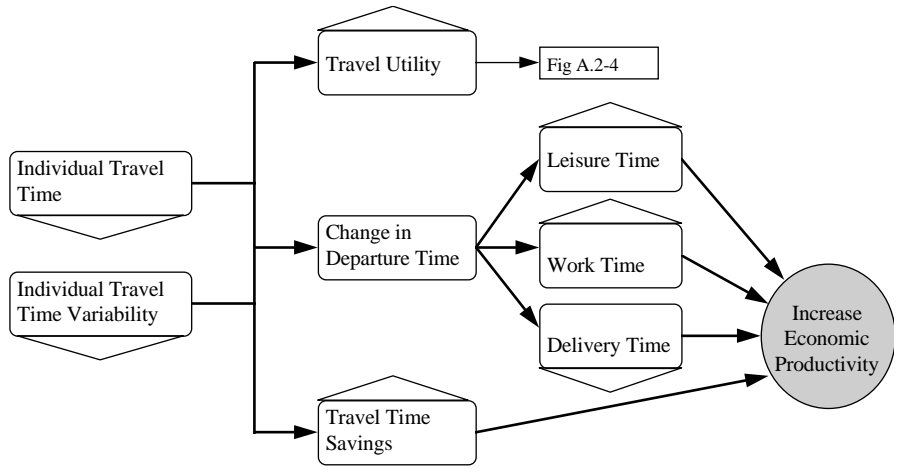 Travel Utility
Fig A.2-4
Individual Travel
Time
Leisure Time
Change in
Departure Time
Work Time
Individual Travel
Time Variability
Delivery Time
Increase
Economic
Productivity
Travel Time
Savings